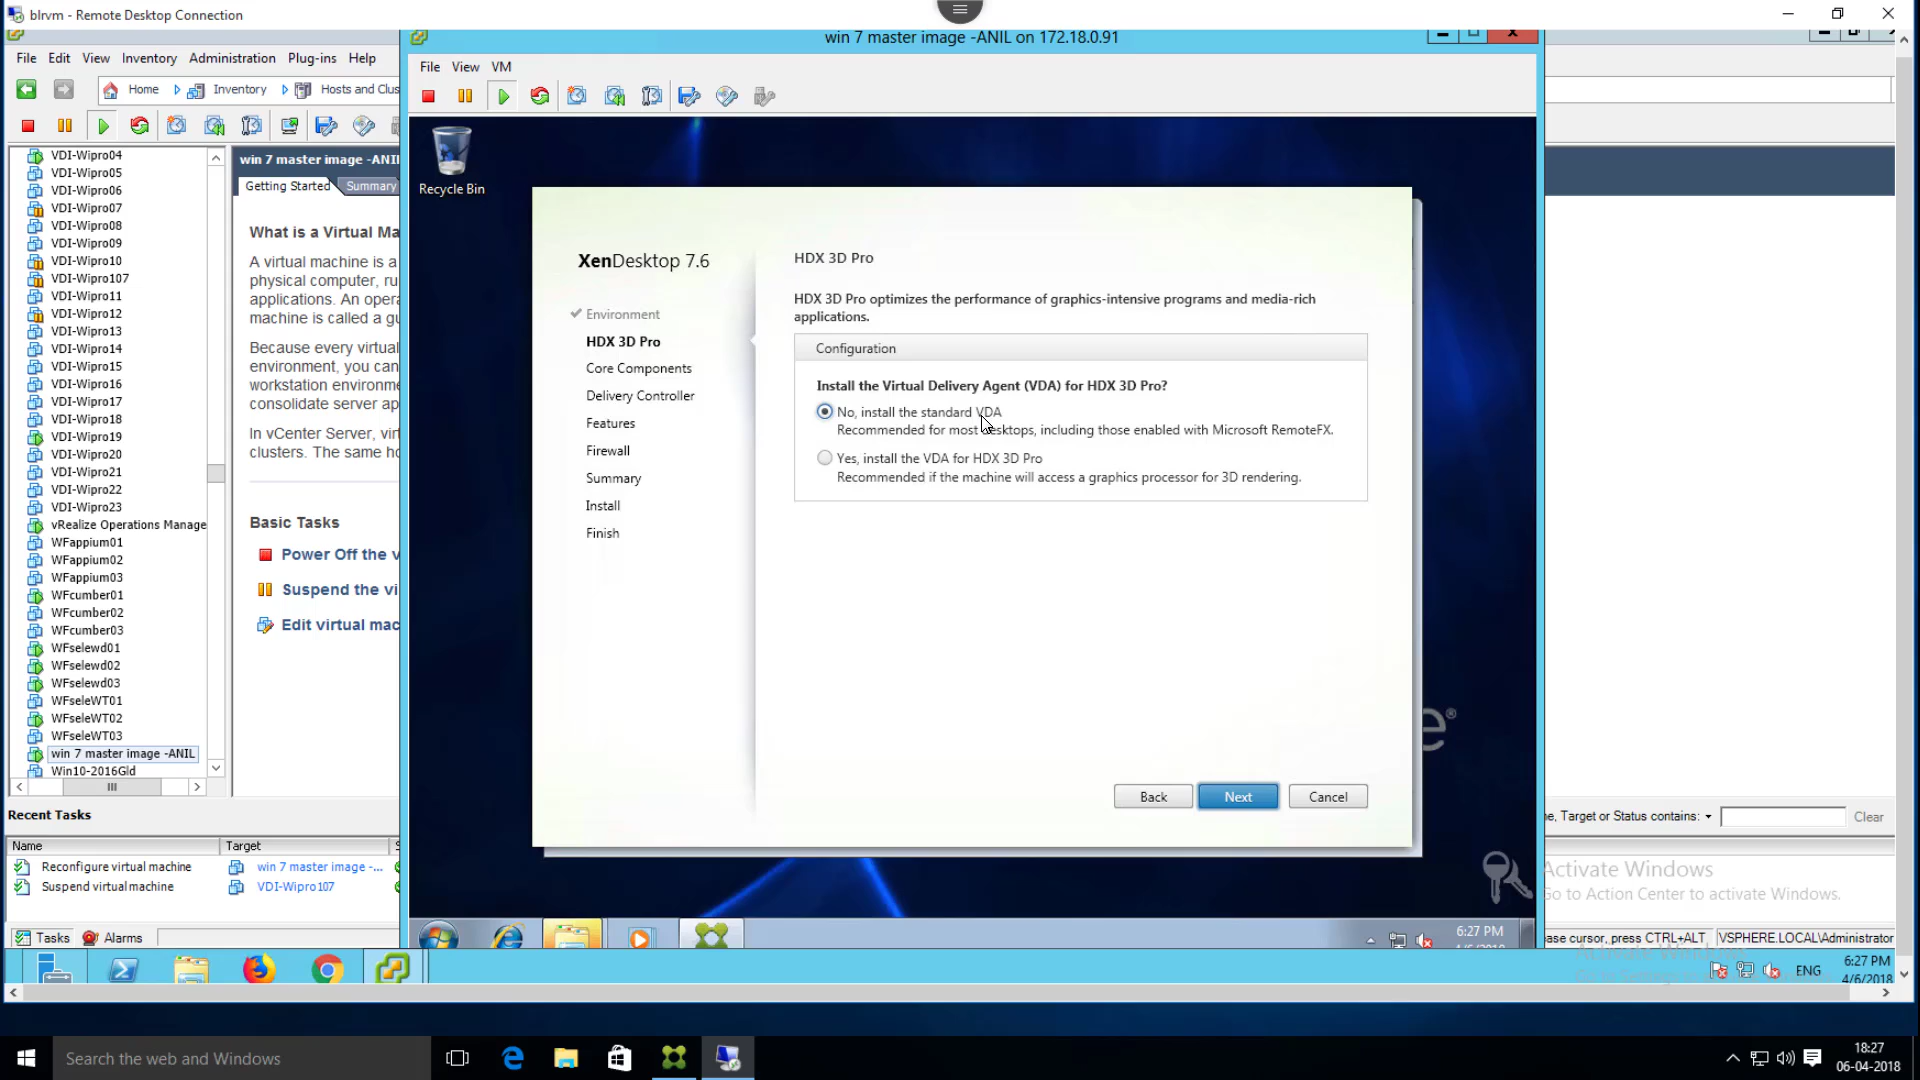 blrvm - Remote Desktop Connection
File Edit View Inventory Administration Plug-ins Help
Home Inventory Hosts and Clus
VDI-Wipro04
VDI-Wipro05
VDI-Wipro06
VDI-Wipro07
VDI-Wipro08
VDI-Wipro09
VDI-Wipro10
VDI-Wipro107
VDI-Wipro11
VDI-Wipro12
VDI-Wipro13
VDI-Wipro14
VDI-Wipro15
VDI-Wipro16
VDI-Wipro17
VDI-Wipro18
VDI-Wipro19
VDI-Wipro20
VDI-Wipro21
VDI-Wipro22
VDI-Wipro23
vRealize Operations Manage
WFappium01
WFappium02
WFappium03
WFcumber01
WFcumber02
WFcumber03
WFselewd01
WFselewd02
WFselewd03
WFseleWT01
WFseleWT02
WFseleWT03
win 7 master image -ANIL
Win10-2016Gld
win 7 master image -ANIL
Getting Started Summary
What is a Virtual Ma
A virtual machine is a
physical computer, ru
applications. An opera
machine is called a gu
Because every virtual
environment, you can
workstation environme
consolidate server ap
In vCenter Server, virt
clusters. The same ho
Basic Tasks
Power Off the v
Suspend the vi
Edit virtual mac
win 7 master image -ANIL on 172.18.0.91
File View VM
Recycle Bin
XenDesktop 7.6
Environment
HDX 3D Pro
Core Components
Delivery Controller
Features
Firewall
Summary
Install
Finish
HDX 3D Pro
HDX 3D Pro optimizes the performance of graphics-intensive programs and media-rich
applications.
Configuration
Install the Virtual Delivery Agent (VDA) for HDX 3D Pro?
No, install the standard VDA
Recommended for most desktops, including those enabled with Microsoft RemoteFX.
Yes, install the VDA for HDX 3D Pro
Recommended if the machine will access a graphics processor for 3D rendering.
Back Next Cancel
6:27 PM
Recent Tasks
Name Target
Reconfigure virtual machine win 7 master image -...
Suspend virtual machine VDI-Wipro107
Tasks Alarms
e, Target or Status contains: Clear
Activate Windows
Go to Action Center to activate Windows.
ase cursor, press CTRL+ALT VSPHERE.LOCAL\Administrator
ENG
6:27 PM
4/6/2018
Search the web and Windows
18:27
06-04-2018